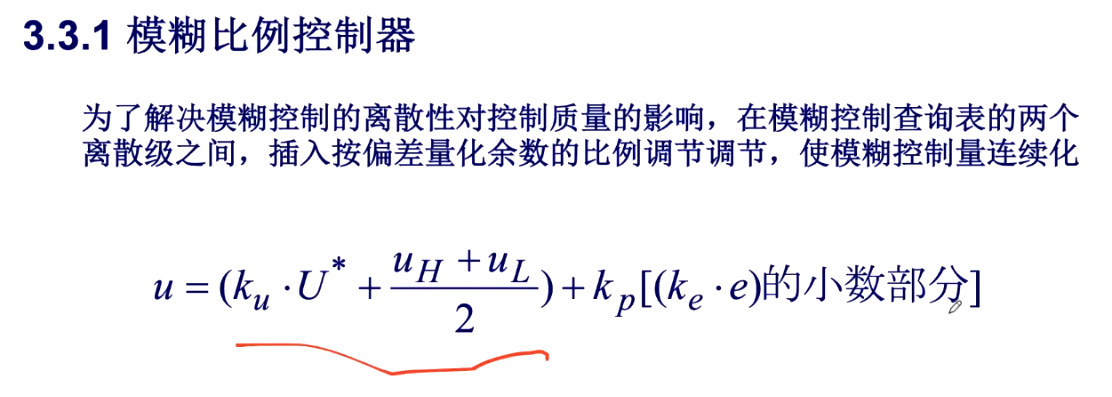 3.3.1 模糊比例控制器
为了解决模糊控制的离散性对控制质量的影响，在模糊控制查询表的两个
离散级之间，插入按偏差量化余数的比例调节调节，使模糊控制量连续化
u = (k_u · U^* + \frac{u_H + u_L}{2}) + k_p[(k_e · e)的小数部分]